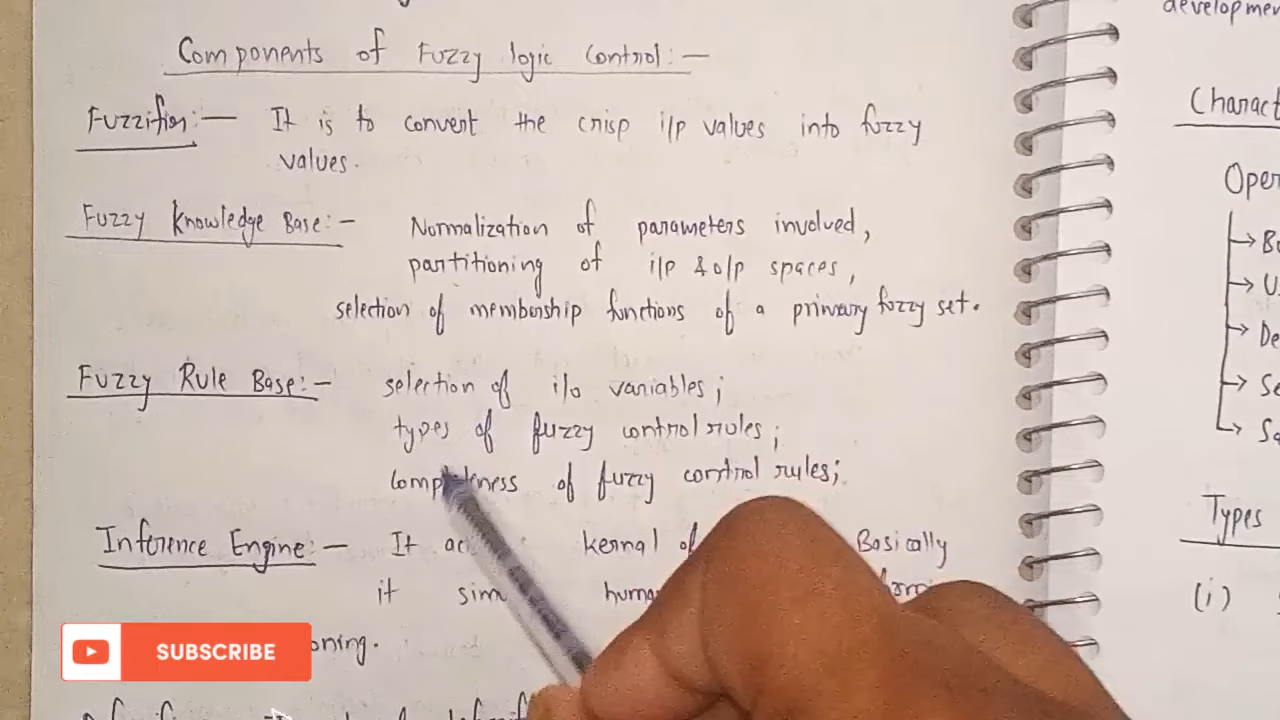 Components of Fuzzy logic Control:—
Fuzzifier:— It is to convert the crisp i/p values into fuzzy
values.
Fuzzy Knowledge Base:- Normalization of parameters involved,
partitioning of i/p & o/p spaces,
selection of membership functions of a primary fuzzy set.
Fuzzy Rule Base:- selection of i/o variables;
types of fuzzy control rules;
of fuzzy control rules;
Inference Engine:- It kernal of Basically
it
SUBSCRIBE
developmen
Charact
Oper
Types
(i)